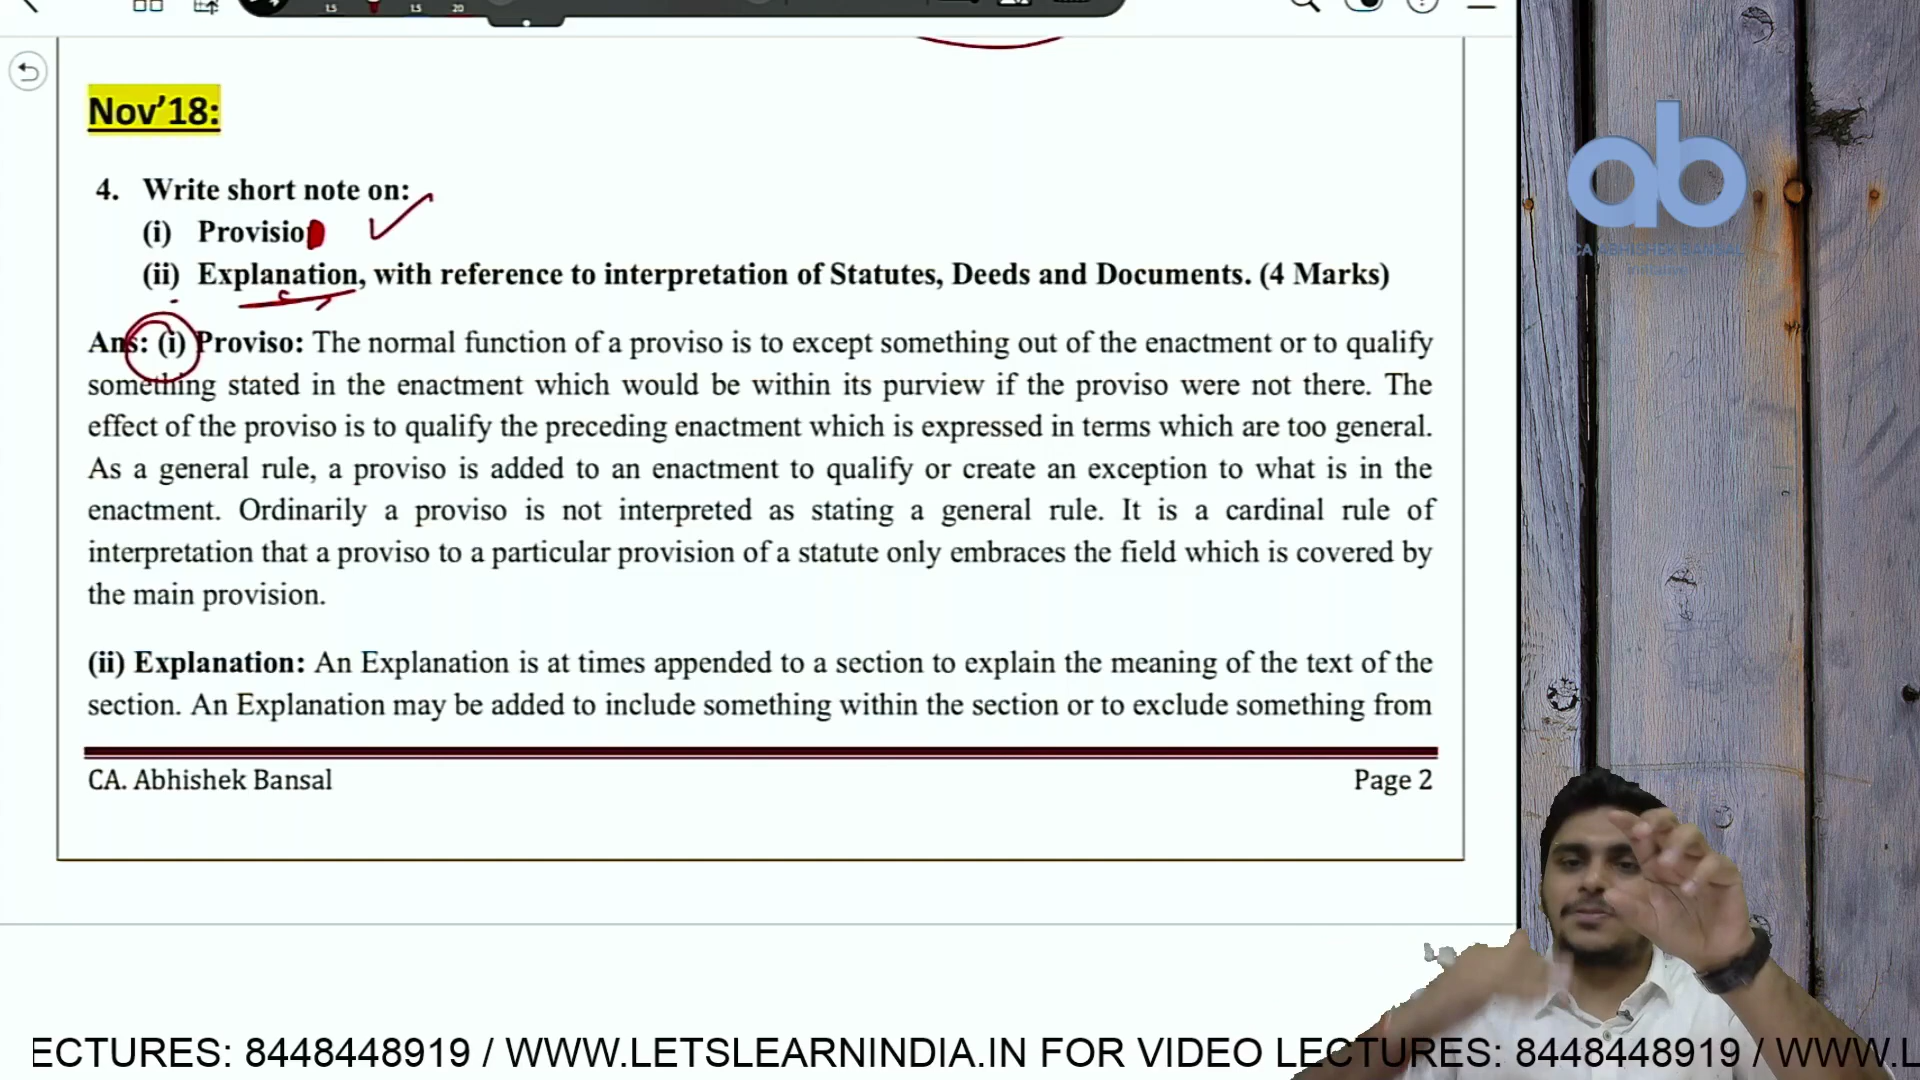 15 15 20
Nov’18:
4. Write short note on:
(i) Provisio
(ii) Explanation, with reference to interpretation of Statutes, Deeds and Documents. (4 Marks)
Ans: (i) Proviso: The normal function of a proviso is to except something out of the enactment or to qualify
something stated in the enactment which would be within its purview if the proviso were not there. The
effect of the proviso is to qualify the preceding enactment which is expressed in terms which are too general.
As a general rule, a proviso is added to an enactment to qualify or create an exception to what is in the
enactment. Ordinarily a proviso is not interpreted as stating a general rule. It is a cardinal rule of
interpretation that a proviso to a particular provision of a statute only embraces the field which is covered by
the main provision.
(ii) Explanation: An Explanation is at times appended to a section to explain the meaning of the text of the
section. An Explanation may be added to include something within the section or to exclude something from
CA. Abhishek Bansal
Page 2
ab
CA ABHISHEK BANSAL
ECTURES: 8448448919 / WWW.LETSLEARNINDIA.IN FOR VIDEO LECTURES: 8448448919 / WWW.L